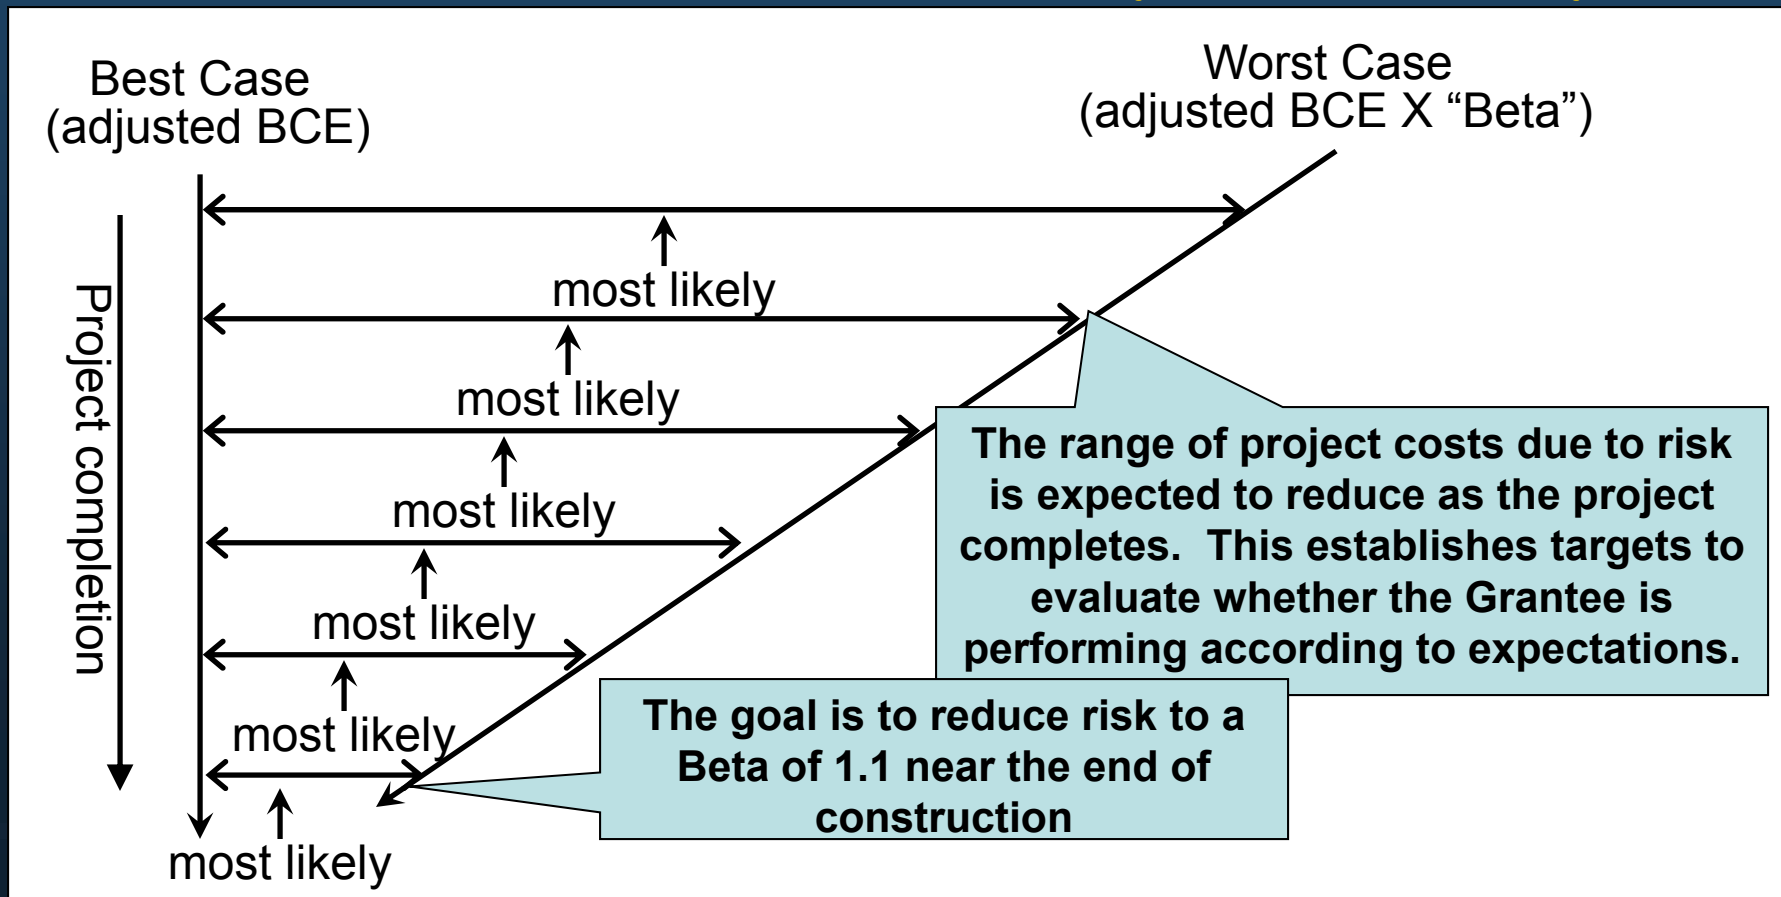 Best Case
(adjusted BCE)
Worst Case
(adjusted BCE X “Beta”)
Project completion
most likely
most likely
most likely
most likely
most likely
most likely
The range of project costs due to risk
is expected to reduce as the project
completes.  This establishes targets to
evaluate whether the Grantee is
performing according to expectations.
The goal is to reduce risk to a
Beta of 1.1 near the end of
construction